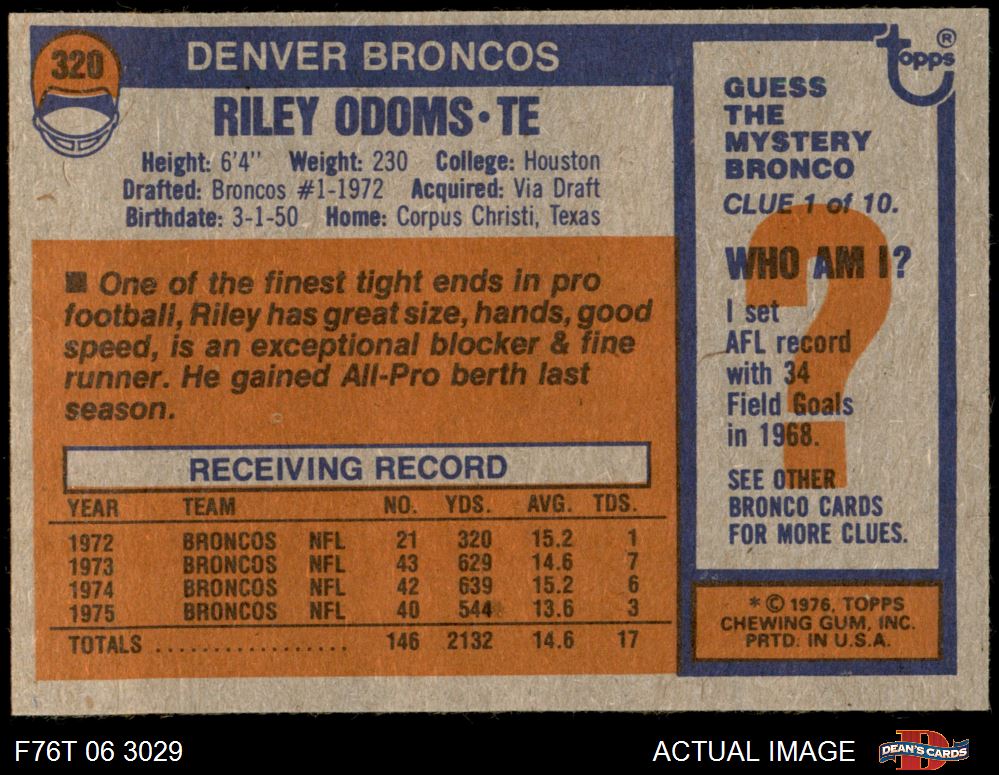 320
DENVER BRONCOS
RILEY ODOMS • TE
Height: 6'4" Weight: 230 College: Houston
Drafted: Broncos #1-1972 Acquired: Via Draft
Birthdate: 3-1-50 Home: Corpus Christi, Texas
■ One of the finest tight ends in pro
football, Riley has great size, hands, good
speed, is an exceptional blocker & fine
runner. He gained All-Pro berth last
season.
RECEIVING RECORD
YEAR TEAM NO. YDS. AVG. TDS.
1972 BRONCOS NFL 21 320 15.2 1
1973 BRONCOS NFL 43 629 14.6 7
1974 BRONCOS NFL 42 639 15.2 6
1975 BRONCOS NFL 40 544 13.6 3
TOTALS .................. 146 2132 14.6 17
Topps ®
GUESS
THE
MYSTERY
BRONCO
CLUE 1 of 10.
?
WHO AM I?
I set
AFL record
with 34
Field Goals
in 1968.
SEE OTHER
BRONCO CARDS
FOR MORE CLUES.
* © 1976, TOPPS
CHEWING GUM, INC.
PRTD. IN U.S.A.
F76T 06 3029
ACTUAL IMAGE
D
DEAN'S CARDS